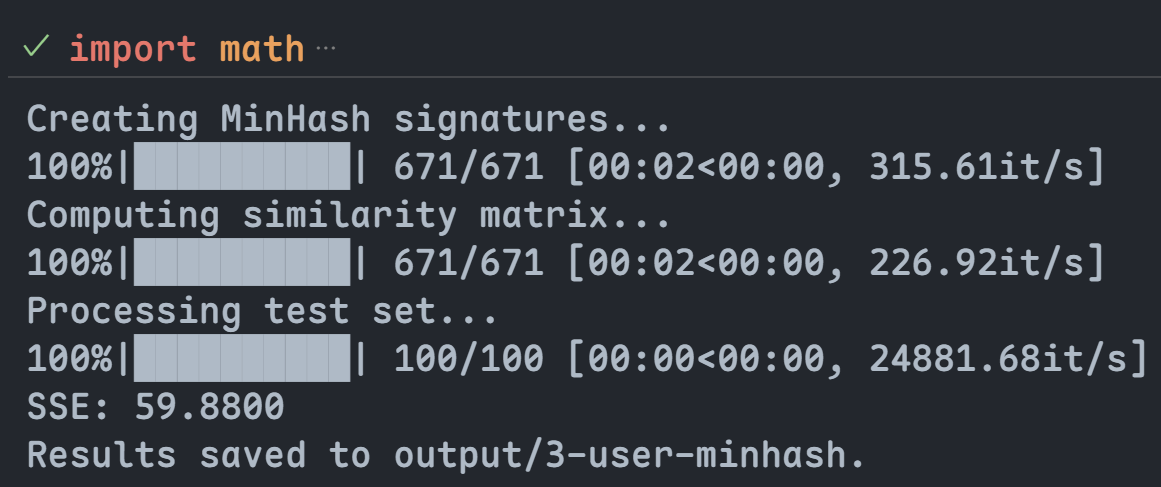 ✓ import math ...
Creating MinHash signatures...
100%|██████████| 671/671 [00:02<00:00, 315.61it/s]
Computing similarity matrix...
100%|██████████| 671/671 [00:02<00:00, 226.92it/s]
Processing test set...
100%|██████████| 100/100 [00:00<00:00, 24881.68it/s]
SSE: 59.8800
Results saved to output/3-user-minhash.